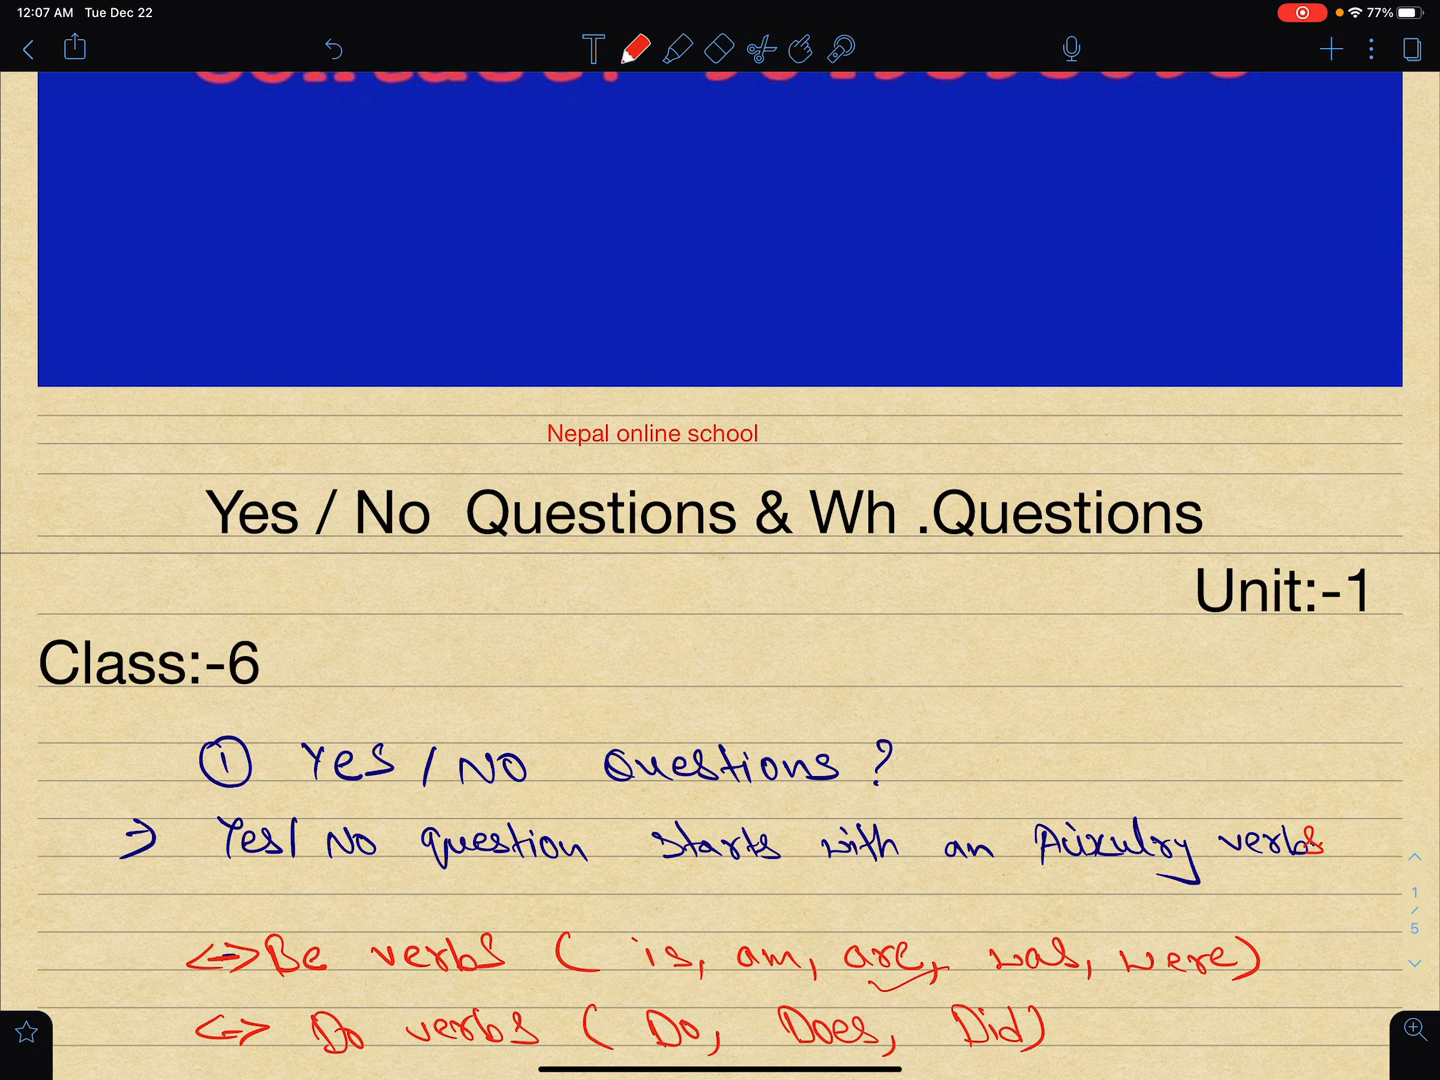 12:07 AM Tue Dec 22
77%
Nepal online school
Yes / No Questions & Wh .Questions
Unit:-1
Class:-6
① Yes / No Questions ?
⇒ Yes/ No question starts with an Auxulry verbs
<-> Be verbs ( is, am, are, was, were)
<-> Do verbs ( Do, Does, Did)
1 / 5